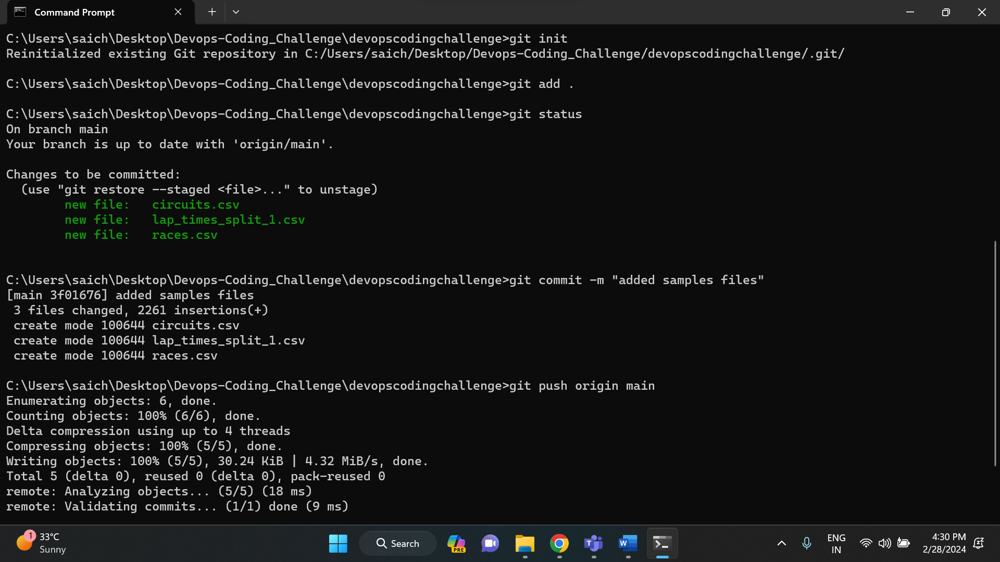 Command Prompt
C:\Users\saich\Desktop\Devops-Coding_Challenge\devopscodingchallenge>git init
Reinitialized existing Git repository in C:/Users/saich/Desktop/Devops-Coding_Challenge/devopscodingchallenge/.git/
C:\Users\saich\Desktop\Devops-Coding_Challenge\devopscodingchallenge>git add .
C:\Users\saich\Desktop\Devops-Coding_Challenge\devopscodingchallenge>git status
On branch main
Your branch is up to date with 'origin/main'.
Changes to be committed:
  (use "git restore --staged <file>..." to unstage)
        new file:   circuits.csv
        new file:   lap_times_split_1.csv
        new file:   races.csv
C:\Users\saich\Desktop\Devops-Coding_Challenge\devopscodingchallenge>git commit -m "added samples files"
[main 3f01676] added samples files
 3 files changed, 2261 insertions(+)
 create mode 100644 circuits.csv
 create mode 100644 lap_times_split_1.csv
 create mode 100644 races.csv
C:\Users\saich\Desktop\Devops-Coding_Challenge\devopscodingchallenge>git push origin main
Enumerating objects: 6, done.
Counting objects: 100% (6/6), done.
Delta compression using up to 4 threads
Compressing objects: 100% (5/5), done.
Writing objects: 100% (5/5), 30.24 KiB | 4.32 MiB/s, done.
Total 5 (delta 0), reused 0 (delta 0), pack-reused 0
remote: Analyzing objects... (5/5) (18 ms)
remote: Validating commits... (1/1) done (9 ms)
1
33°C
Sunny
Search
PRE
T
W
ENG
IN
4:30 PM
2/28/2024